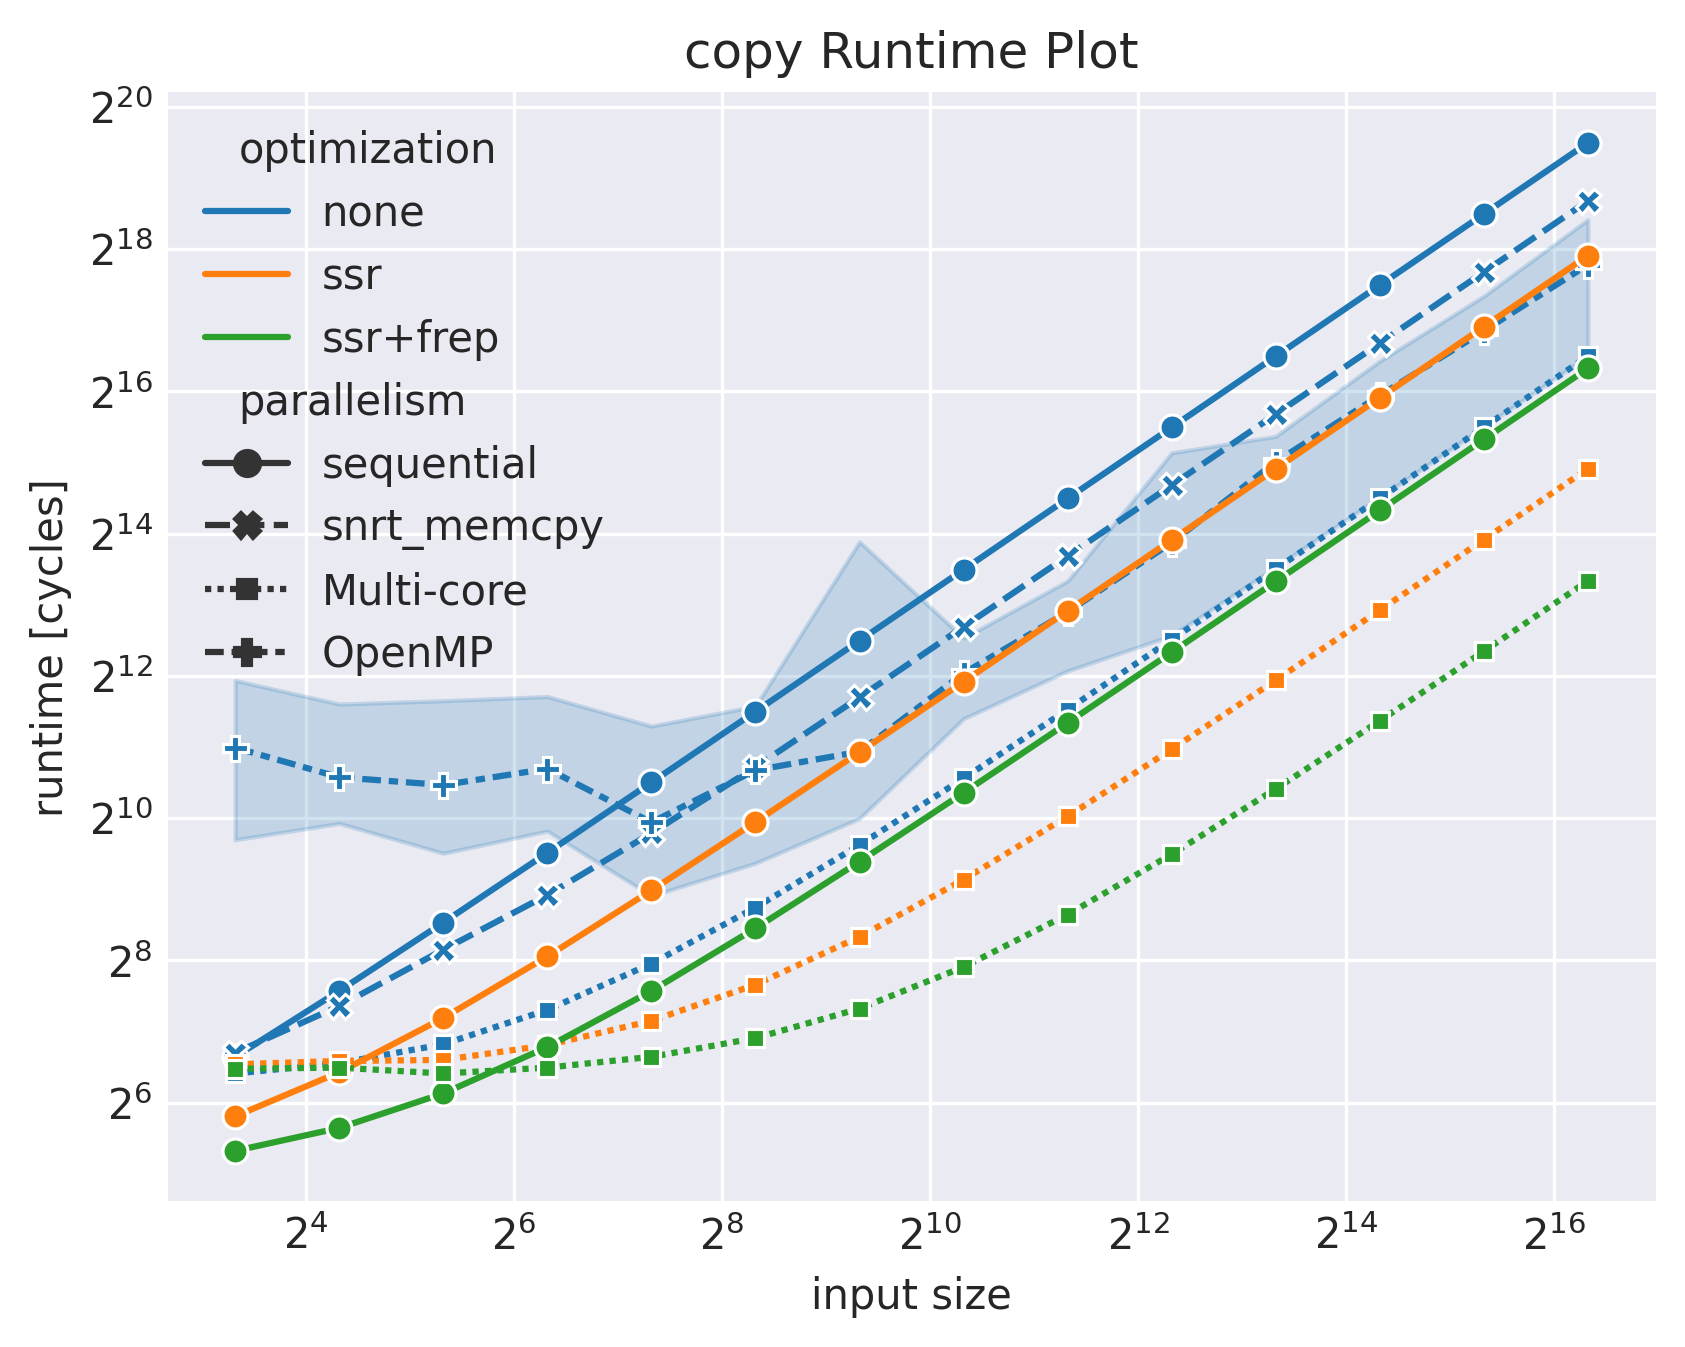 copy Runtime Plot
2^20
2^18
2^16
2^14
2^12
2^10
2^8
2^6
runtime [cycles]
optimization
none
ssr
ssr+frep
parallelism
sequential
snrt_memcpy
Multi-core
OpenMP
2^4 2^6 2^8 2^10 2^12 2^14 2^16
input size